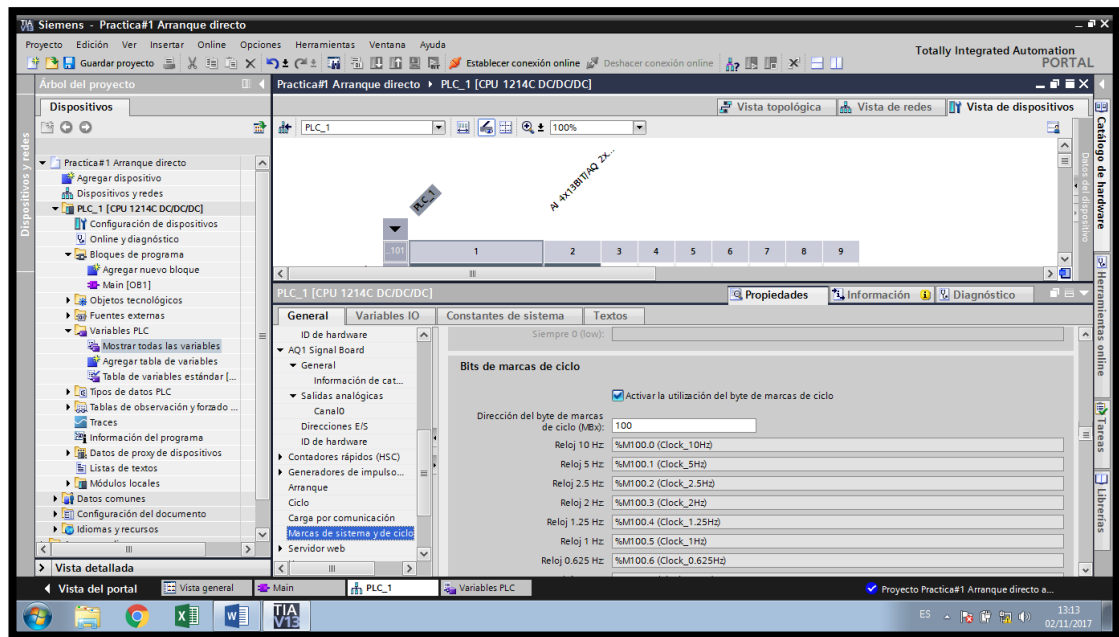 Siemens - Practica#1 Arranque directo
Proyecto Edición Ver Insertar Online Opciones Herramientas Ventana Ayuda
Totally Integrated Automation
PORTAL
Guardar proyecto
Establecer conexión online
Deshacer conexión online
Árbol del proyecto
Practica#1 Arranque directo PLC_1 [CPU 1214C DC/DC/DC]
Dispositivos
Vista topológica
Vista de redes
Vista de dispositivos
PLC_1
100%
Practica#1 Arranque directo
Agregar dispositivo
Dispositivos y redes
PLC_1 [CPU 1214C DC/DC/DC]
Configuración de dispositivos
Online y diagnóstico
Bloques de programa
Agregar nuevo bloque
Main [OB1]
Objetos tecnológicos
Fuentes externas
Variables PLC
Mostrar todas las variables
Agregar tabla de variables
Tabla de variables estándar [...
Tipos de datos PLC
Tablas de observación y forzado ...
Traces
Información del programa
Datos de proxy de dispositivos
Listas de textos
Módulos locales
Datos comunes
Configuración del documento
Idiomas y recursos
Vista detallada
Dispositivos y redes
PLC_1
AI 4X13BIT/AQ 2X...
..101 1 2 3 4 5 6 7 8 9
Datos del dispositivo
PLC_1 [CPU 1214C DC/DC/DC]
Propiedades
Información
Diagnóstico
General
Variables IO
Constantes de sistema
Textos
ID de hardware
AQ1 Signal Board
General
Información de cat...
Salidas analógicas
Canal0
Direcciones E/S
ID de hardware
Contadores rápidos (HSC)
Generadores de impulso...
Arranque
Ciclo
Carga por comunicación
Marcas de sistema y de ciclo
Servidor web
Siempre 0 (low):
Bits de marcas de ciclo
Activar la utilización del byte de marcas de ciclo
Dirección del byte de marcas
de ciclo (MBx): 100
Reloj 10 Hz: %M100.0 (Clock_10Hz)
Reloj 5 Hz: %M100.1 (Clock_5Hz)
Reloj 2.5 Hz: %M100.2 (Clock_2.5Hz)
Reloj 2 Hz: %M100.3 (Clock_2Hz)
Reloj 1.25 Hz: %M100.4 (Clock_1.25Hz)
Reloj 1 Hz: %M100.5 (Clock_1Hz)
Reloj 0.625 Hz: %M100.6 (Clock_0.625Hz)
Catálogo de hardware
Herramientas online
Tareas
Librerías
Vista del portal
Vista general
Main
PLC_1
Variables PLC
Proyecto Practica#1 Arranque directo a...
TIA
V13
ES
13:13
02/11/2017